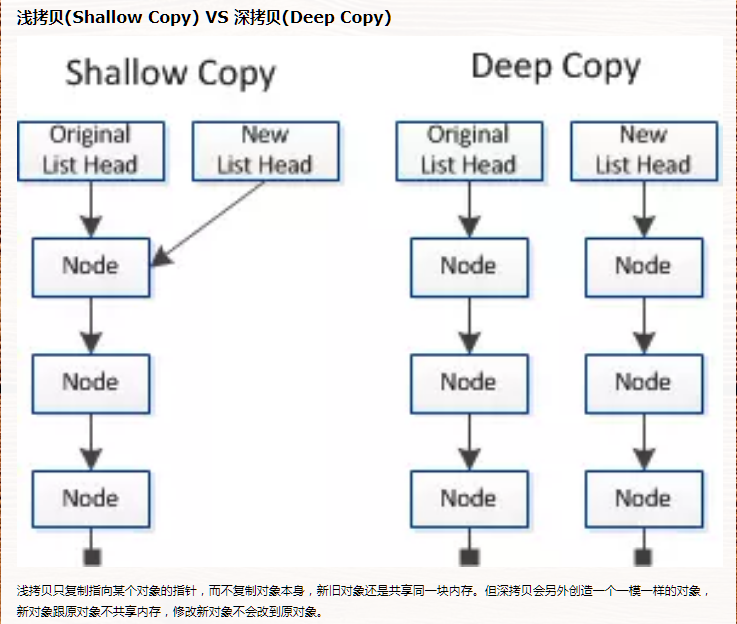 浅拷贝(Shallow Copy) VS 深拷贝(Deep Copy)
Shallow Copy
Deep Copy
Original
List Head
New
List Head
Original
List Head
New
List Head
Node
Node
Node
Node
Node
Node
Node
Node
Node
浅拷贝只复制指向某个对象的指针，而不复制对象本身，新旧对象还是共享同一块内存。但深拷贝会另外创造一个一模一样的对象，
新对象跟原对象不共享内存，修改新对象不会改到原对象。